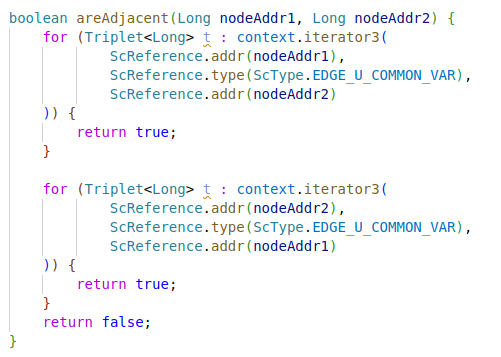 boolean areAdjacent(Long nodeAddr1, Long nodeAddr2) {
    for (Triplet<Long> t : context.iterator3(
            ScReference.addr(nodeAddr1),
            ScReference.type(ScType.EDGE_U_COMMON_VAR),
            ScReference.addr(nodeAddr2)
    )) {
        return true;
    }

    for (Triplet<Long> t : context.iterator3(
            ScReference.addr(nodeAddr2),
            ScReference.type(ScType.EDGE_U_COMMON_VAR),
            ScReference.addr(nodeAddr1)
    )) {
        return true;
    }
    return false;
}